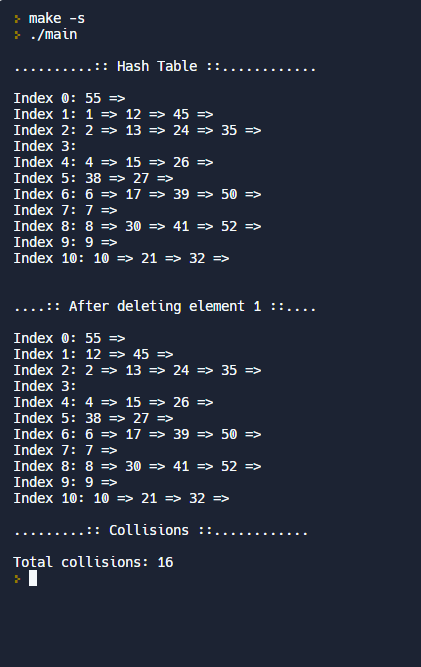 > make -s
> ./main
..........:: Hash Table ::............
Index 0: 55 =>
Index 1: 1 => 12 => 45 =>
Index 2: 2 => 13 => 24 => 35 =>
Index 3:
Index 4: 4 => 15 => 26 =>
Index 5: 38 => 27 =>
Index 6: 6 => 17 => 39 => 50 =>
Index 7: 7 =>
Index 8: 8 => 30 => 41 => 52 =>
Index 9: 9 =>
Index 10: 10 => 21 => 32 =>
....:: After deleting element 1 ::....
Index 0: 55 =>
Index 1: 12 => 45 =>
Index 2: 2 => 13 => 24 => 35 =>
Index 3:
Index 4: 4 => 15 => 26 =>
Index 5: 38 => 27 =>
Index 6: 6 => 17 => 39 => 50 =>
Index 7: 7 =>
Index 8: 8 => 30 => 41 => 52 =>
Index 9: 9 =>
Index 10: 10 => 21 => 32 =>
.........:: Collisions ::............
Total collisions: 16
>